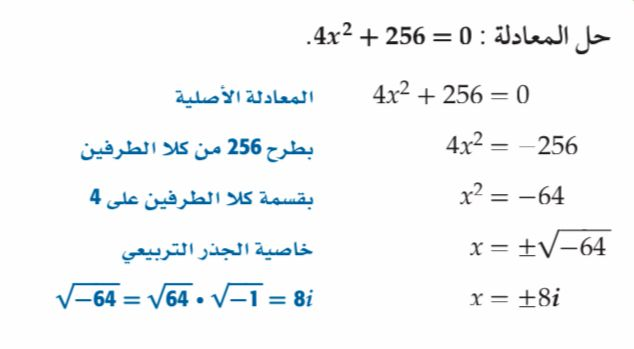 حل المعادلة : 4x² + 256 = 0.
4x² + 256 = 0 المعادلة الأصلية
4x² = −256 بطرح 256 من كلا الطرفين
x² = −64 بقسمة كلا الطرفين على 4
x = ±√−64 خاصية الجذر التربيعي
x = ±8i √−64 = √64 • √−1 = 8i